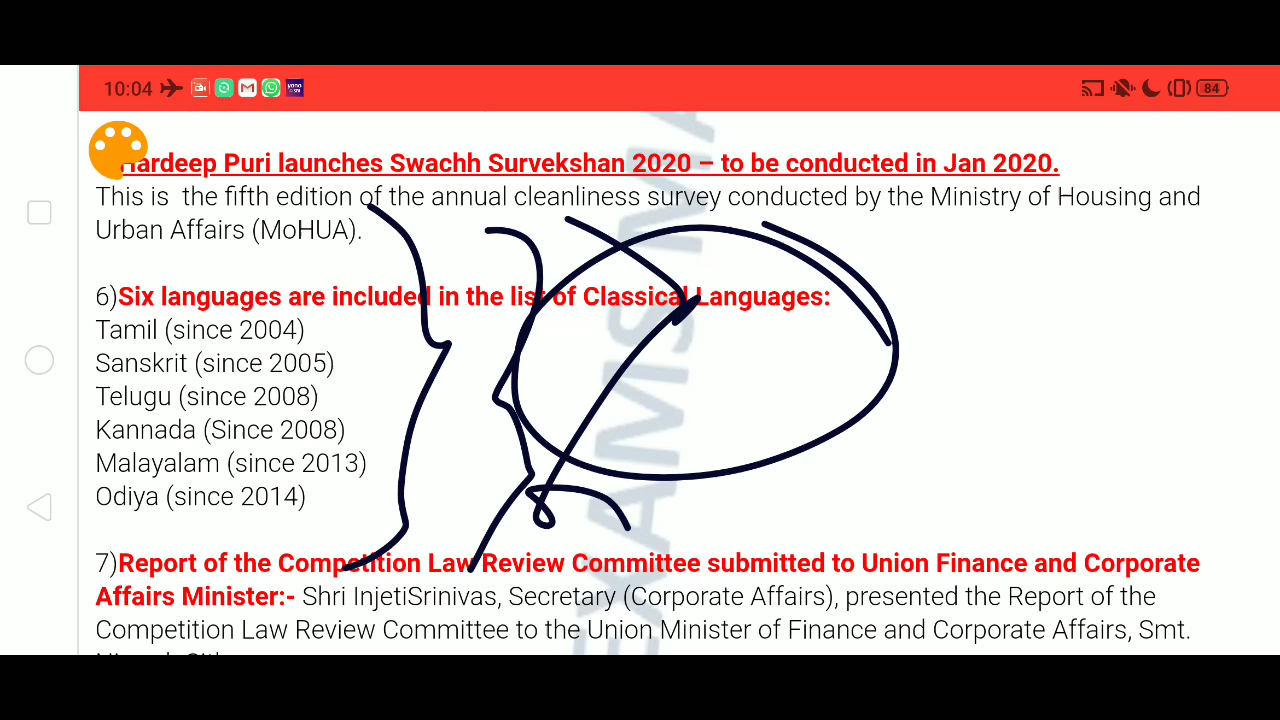 10:04
84
Hardeep Puri launches Swachh Survekshan 2020 – to be conducted in Jan 2020.
This is the fifth edition of the annual cleanliness survey conducted by the Ministry of Housing and
Urban Affairs (MoHUA).
6)Six languages are included in the list of Classical Languages:
Tamil (since 2004)
Sanskrit (since 2005)
Telugu (since 2008)
Kannada (Since 2008)
Malayalam (since 2013)
Odiya (since 2014)
7)Report of the Competition Law Review Committee submitted to Union Finance and Corporate
Affairs Minister:- Shri InjetiSrinivas, Secretary (Corporate Affairs), presented the Report of the
Competition Law Review Committee to the Union Minister of Finance and Corporate Affairs, Smt.
EXAMS